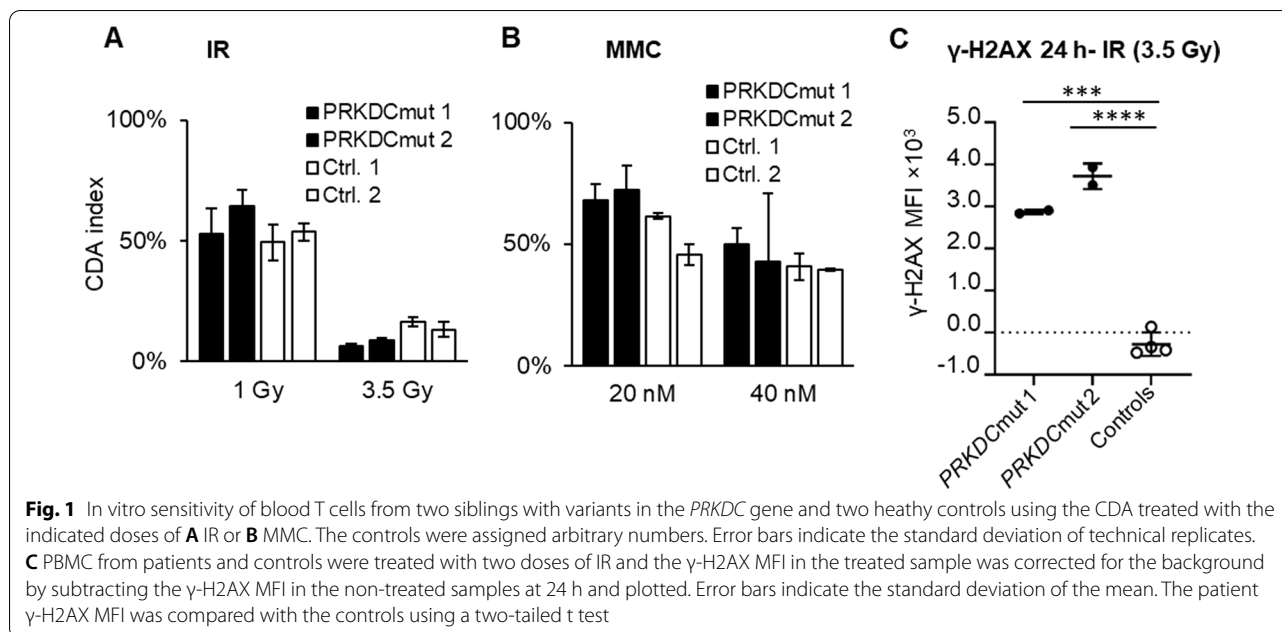 A
IR
PRKDCmut 1
PRKDCmut 2
Ctrl. 1
Ctrl. 2
CDA index
100%
50%
0%
1 Gy
3.5 Gy
B
MMC
PRKDCmut 1
PRKDCmut 2
Ctrl. 1
Ctrl. 2
100%
50%
0%
20 nM
40 nM
C
γ-H2AX 24 h- IR (3.5 Gy)
***
****
γ-H2AX MFI ×10³
5.0
4.0
3.0
2.0
1.0
0.0
-1.0
PRKDCmut 1
PRKDCmut 2
Controls
Fig. 1 In vitro sensitivity of blood T cells from two siblings with variants in the PRKDC gene and two heathy controls using the CDA treated with the
indicated doses of A IR or B MMC. The controls were assigned arbitrary numbers. Error bars indicate the standard deviation of technical replicates.
C PBMC from patients and controls were treated with two doses of IR and the γ-H2AX MFI in the treated sample was corrected for the background
by subtracting the γ-H2AX MFI in the non-treated samples at 24 h and plotted. Error bars indicate the standard deviation of the mean. The patient
γ-H2AX MFI was compared with the controls using a two-tailed t test